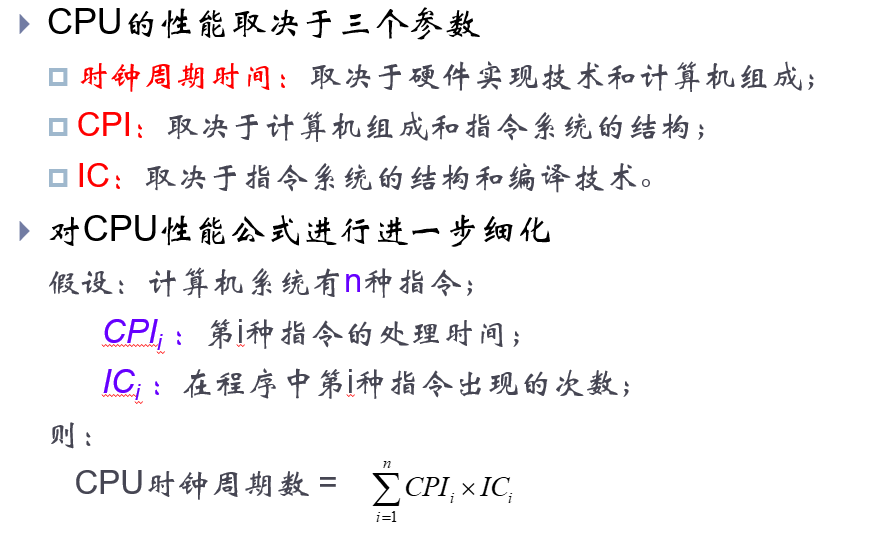 CPU的性能取决于三个参数
时钟周期时间：取决于硬件实现技术和计算机组成；
CPI：取决于计算机组成和指令系统的结构；
IC：取决于指令系统的结构和编译技术。
对CPU性能公式进行进一步细化
假设：计算机系统有n种指令；
CPIi ：第i种指令的处理时间；
ICi ：在程序中第i种指令出现的次数；
则：
CPU时钟周期数 = n∑i=1 CPIi × ICi